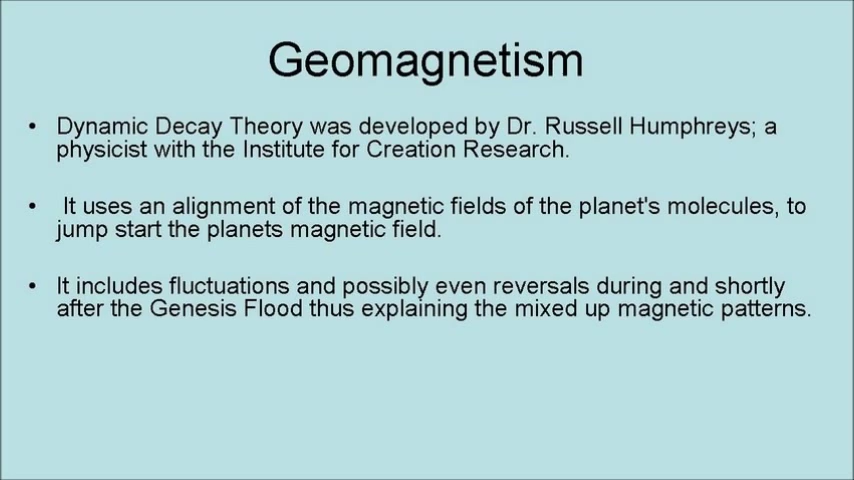 Geomagnetism
• Dynamic Decay Theory was developed by Dr. Russell Humphreys; a
physicist with the Institute for Creation Research.
• It uses an alignment of the magnetic fields of the planet's molecules, to
jump start the planets magnetic field.
• It includes fluctuations and possibly even reversals during and shortly
after the Genesis Flood thus explaining the mixed up magnetic patterns.